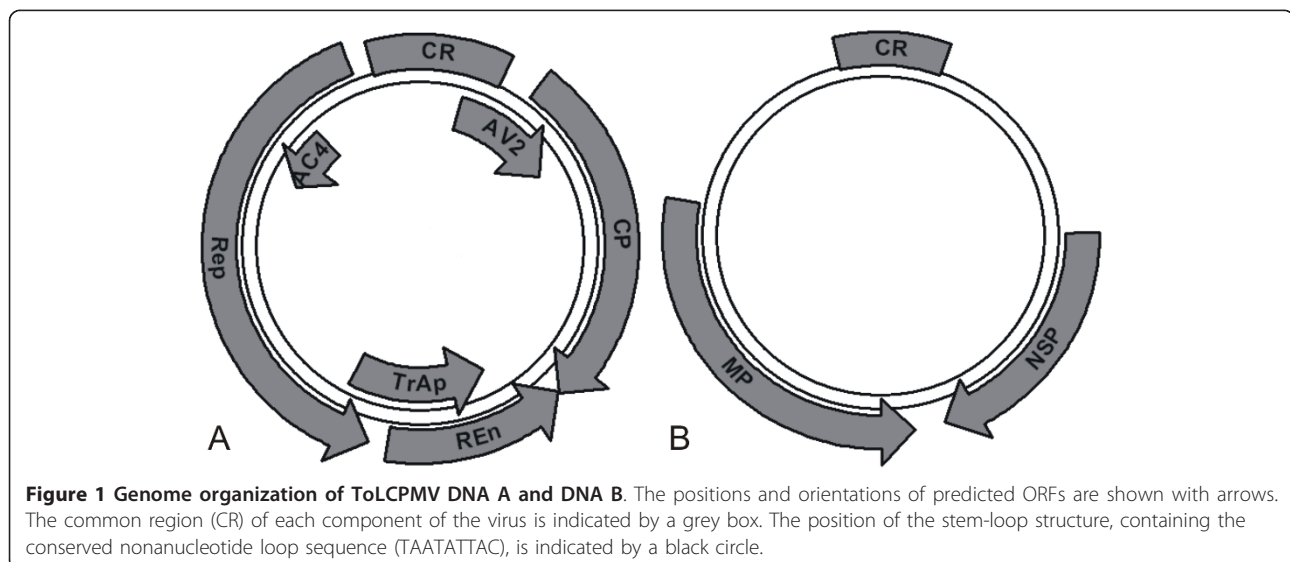 CR
AV2
AC4
CP
Rep
TrAp
REn
A
CR
MP
NSP
B
Figure 1 Genome organization of ToLCPMV DNA A and DNA B. The positions and orientations of predicted ORFs are shown with arrows.
The common region (CR) of each component of the virus is indicated by a grey box. The position of the stem-loop structure, containing the
conserved nonanucleotide loop sequence (TAATATTAC), is indicated by a black circle.